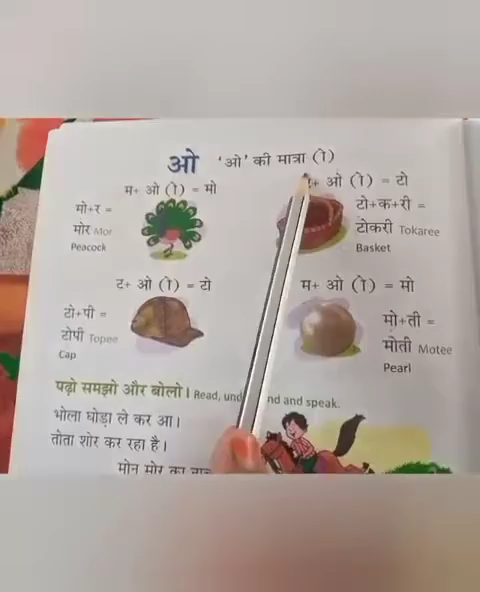 ओ 'ओ' की मात्रा (ो)
म+ ओ (ो) = मो
मो+र =
मोर Mor
Peacock
+ ओ (ो) = टो
टो+क+री =
टोकरी Tokaree
Basket
ट+ ओ (ो) = टो
टो+पी =
टोपी Topee
Cap
म+ ओ (ो) = मो
मो+ती =
मोती Motee
Pearl
पढ़ो समझो और बोलो। Read, und nd and speak.
भोला घोड़ा ले कर आ।
तोता शोर कर रहा है।
मोर का